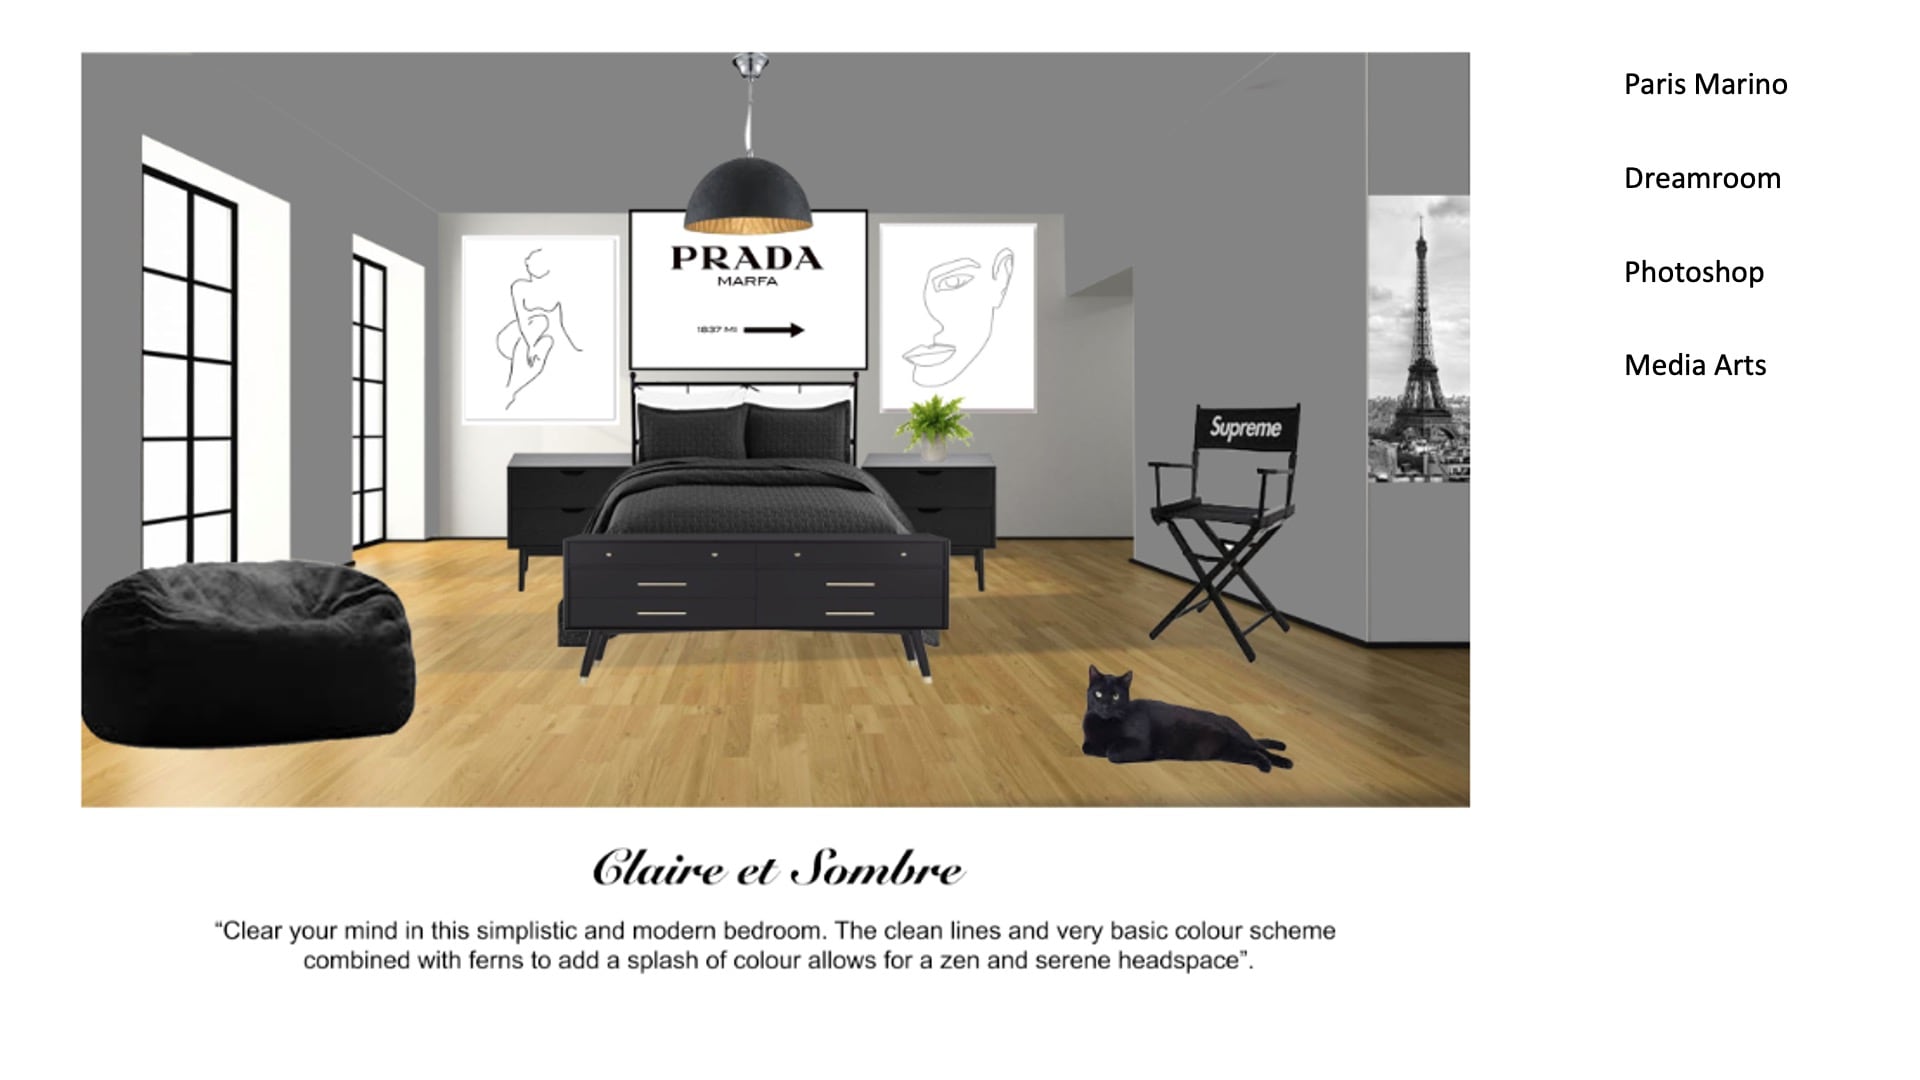 PRADA
MARFA
1837 MI
Supreme
Claire et Sombre
“Clear your mind in this simplistic and modern bedroom. The clean lines and very basic colour scheme
combined with ferns to add a splash of colour allows for a zen and serene headspace”.
Paris Marino
Dreamroom
Photoshop
Media Arts